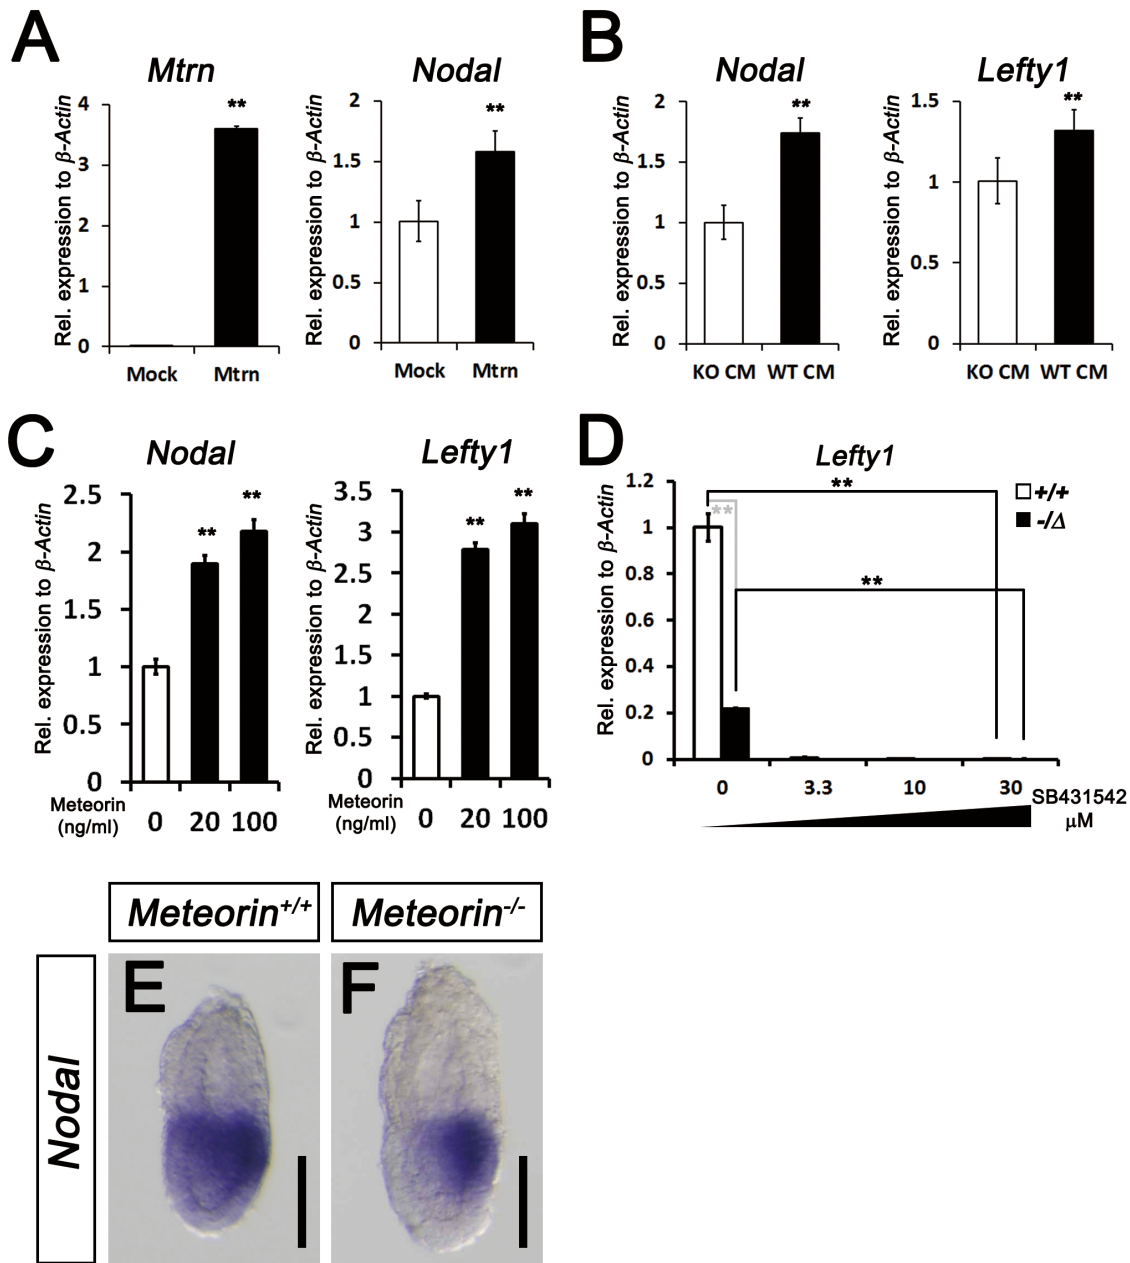 A
Mtrn
Rel. expression to β-Actin
4
3
2
1
0
**
Mock Mtrn
Nodal
Rel. expression to β-Actin
2
1.5
1
0.5
0
**
Mock Mtrn
B
Nodal
Rel. expression to β-Actin
2
1.5
1
0.5
0
**
KO CM WT CM
Lefty1
Rel. expression to β-Actin
1.5
1
0.5
0
**
KO CM WT CM
C
Nodal
Rel. expression to β-Actin
2.5
2
1.5
1
0.5
0
**
**
Meteorin
(ng/ml)
0 20 100
Lefty1
Rel. expression to β-Actin
3.5
3
2.5
2
1.5
1
0.5
0
**
**
Meteorin
(ng/ml)
0 20 100
D
Lefty1
Rel. expression to β-Actin
1.2
1
0.8
0.6
0.4
0.2
0
**
**
**
+/+
-/Δ
0 3.3 10 30
SB431542
μM
Meteorin+/+
Meteorin-/-
Nodal
E
F